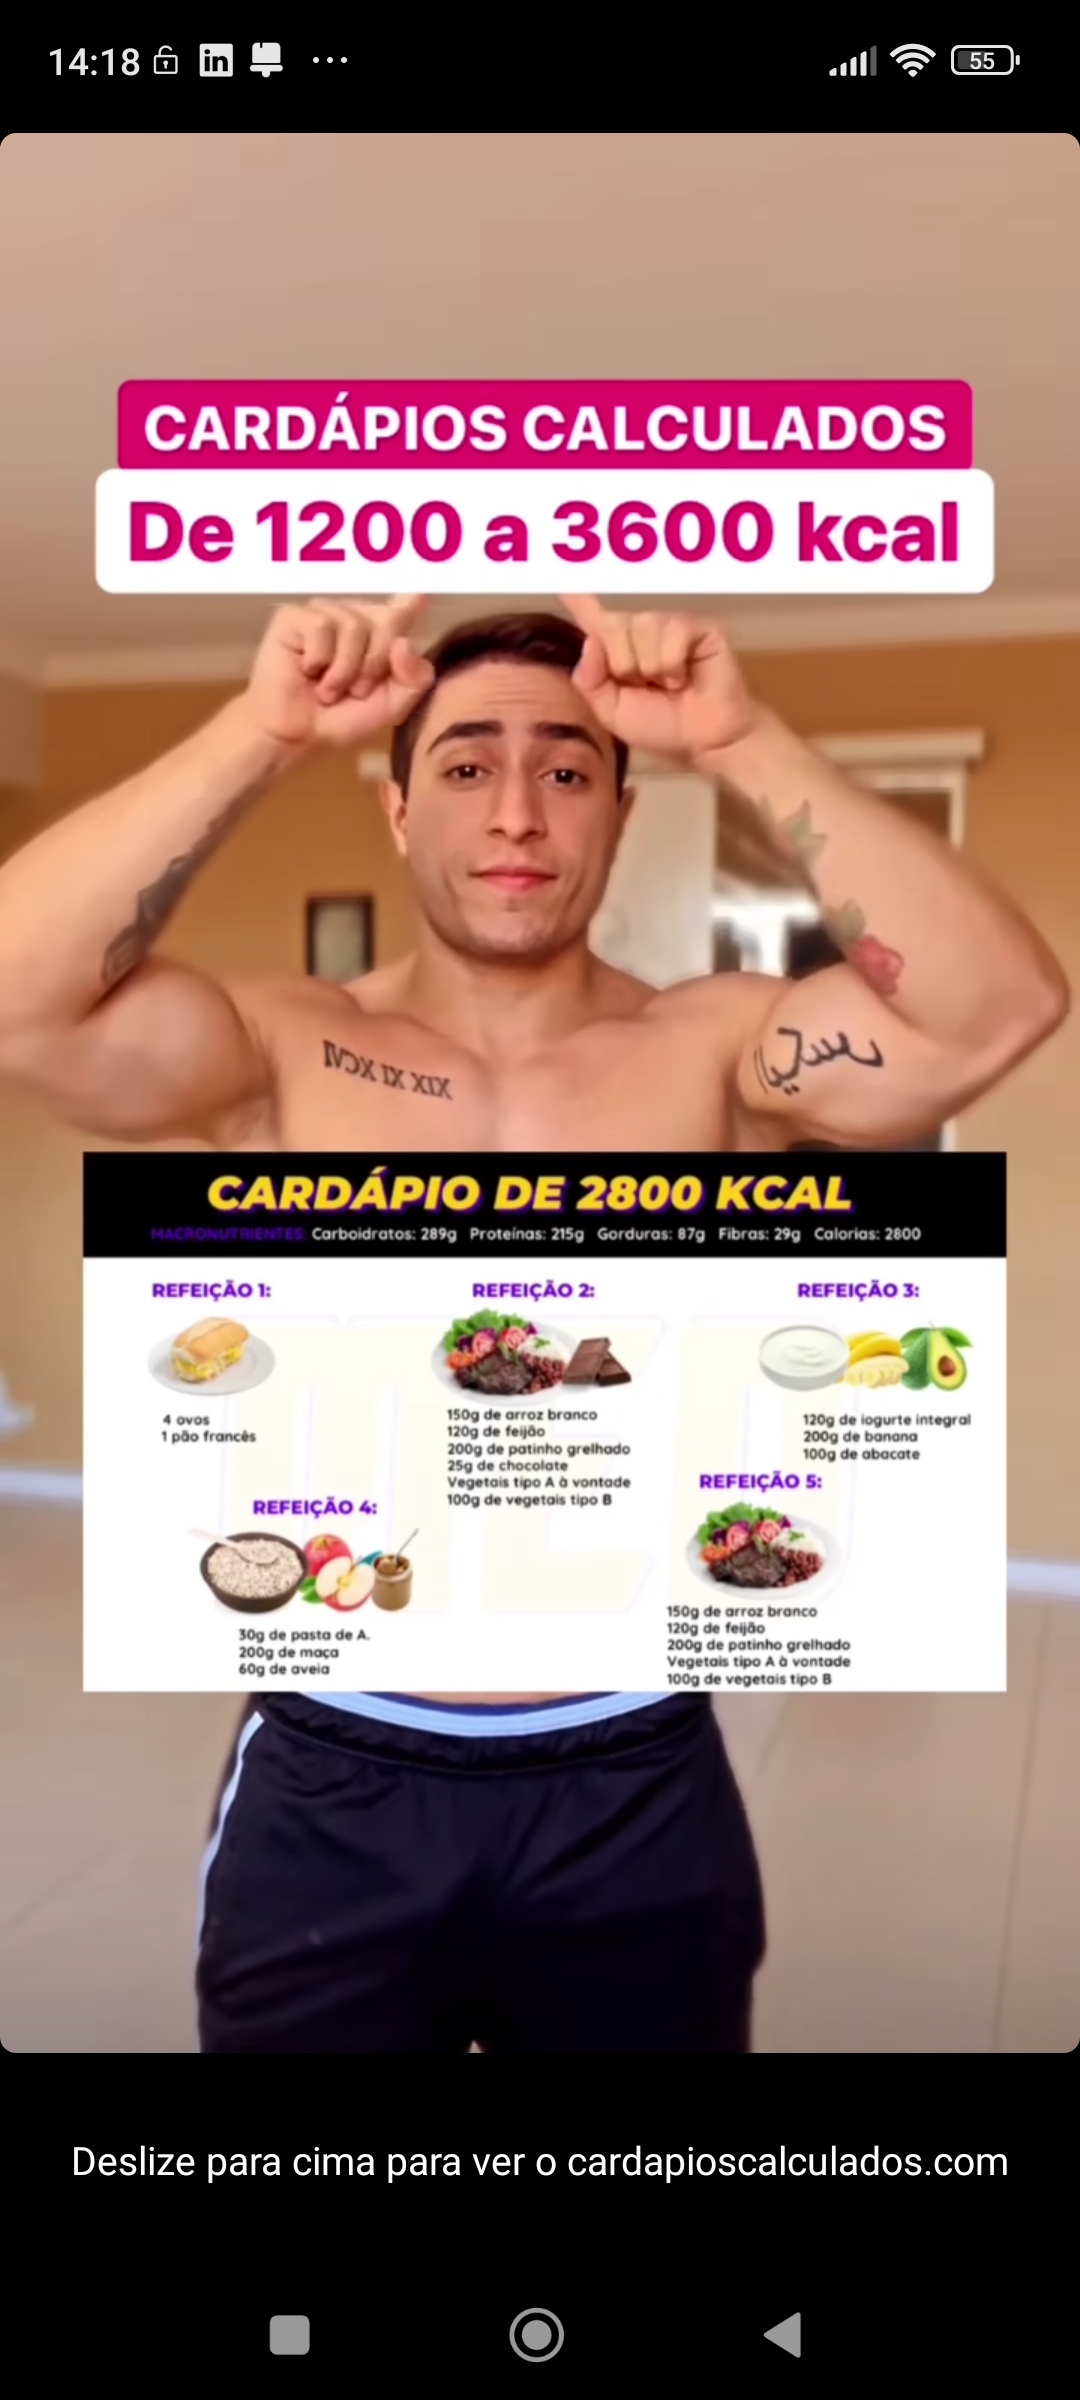 14:18
in
55
CARDÁPIOS CALCULADOS
De 1200 a 3600 kcal
CARDÁPIO DE 2800 KCAL
MACRONUTRIENTES: Carboidratos: 289g Proteínas: 215g Gorduras: 87g Fibras: 29g Calorias: 2800
REFEIÇÃO 1:
4 ovos
1 pão francês
REFEIÇÃO 2:
150g de arroz branco
120g de feijão
200g de patinho grelhado
25g de chocolate
Vegetais tipo A à vontade
100g de vegetais tipo B
REFEIÇÃO 3:
120g de iogurte integral
200g de banana
100g de abacate
REFEIÇÃO 4:
30g de pasta de A.
200g de maça
60g de aveia
REFEIÇÃO 5:
150g de arroz branco
120g de feijão
200g de patinho grelhado
Vegetais tipo A à vontade
100g de vegetais tipo B
Deslize para cima para ver o cardapioscalculados.com